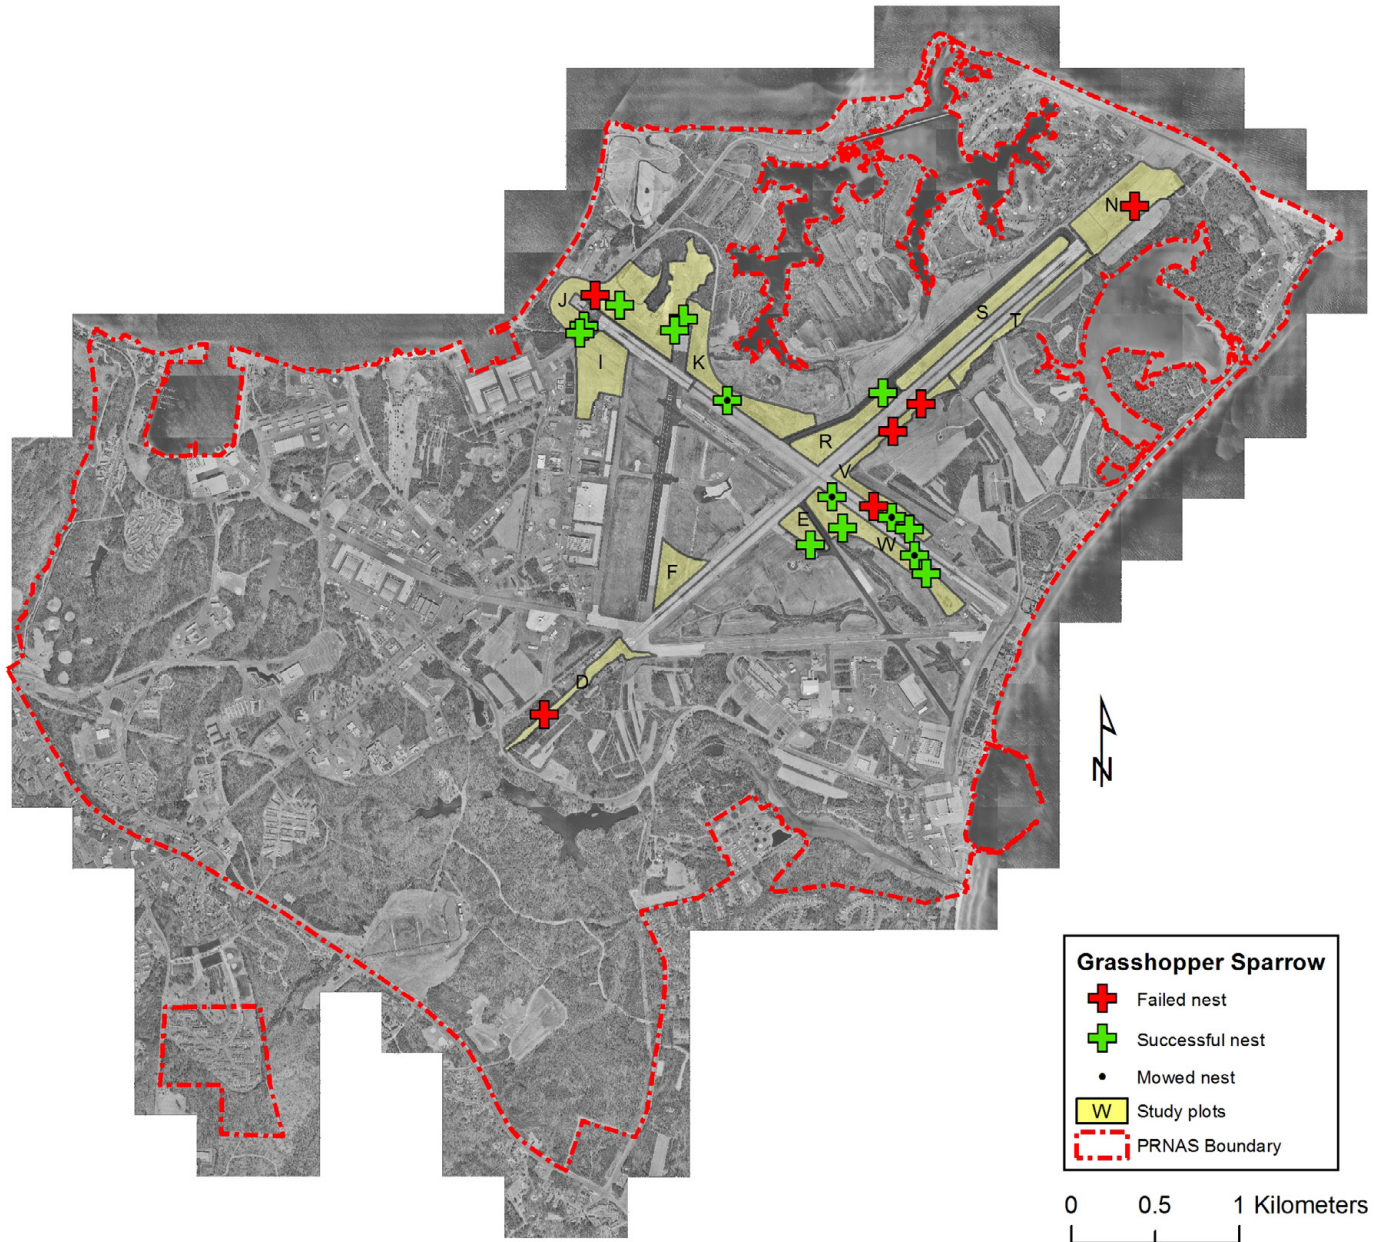 N
S
J
T
I
K
R
V
E
W
F
D
N
Grasshopper Sparrow
Failed nest
Successful nest
Mowed nest
W Study plots
PRNAS Boundary
0 0.5 1 Kilometers